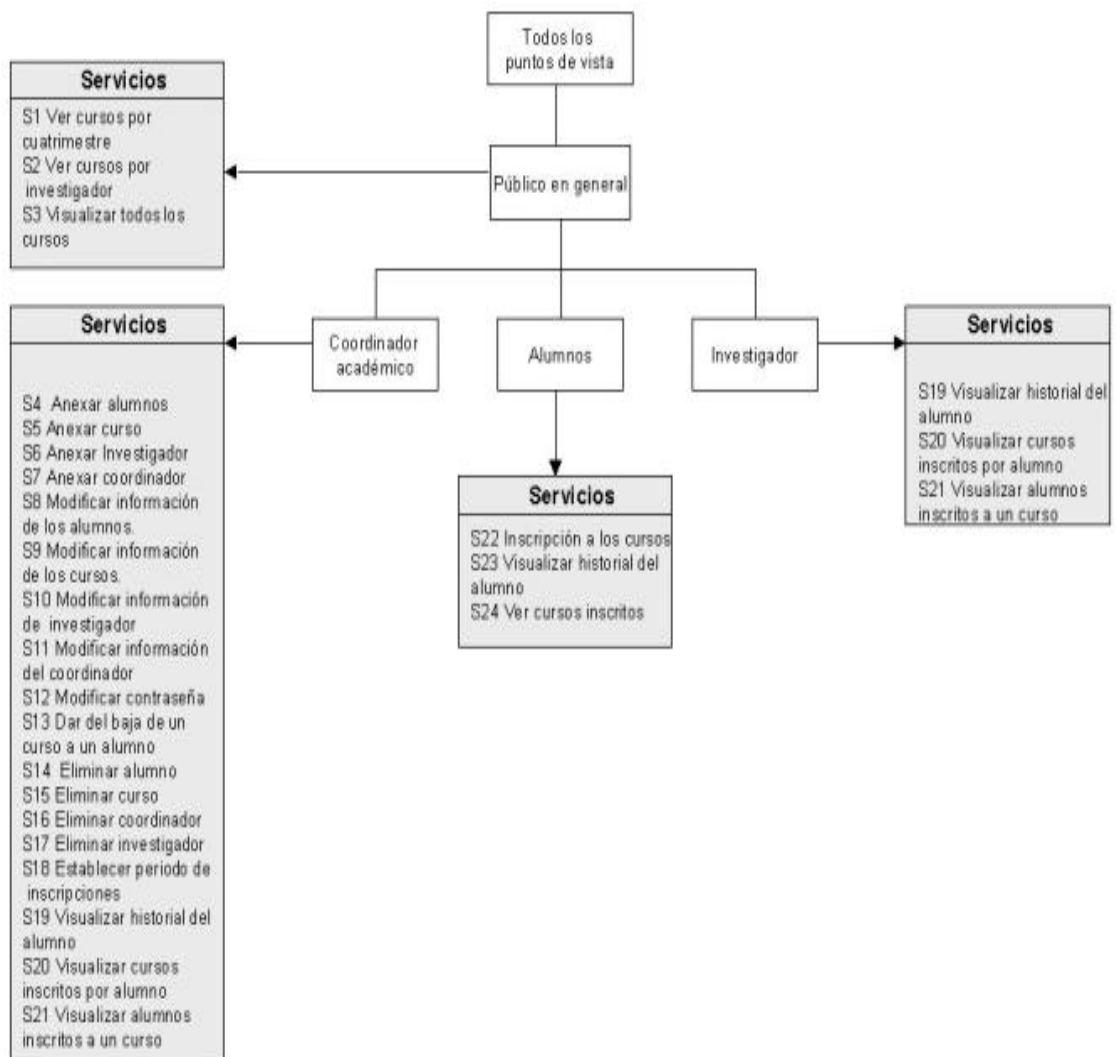 Todos los
puntos de vista
Servicios
S1 Ver cursos por
cuatrimestre
S2 Ver cursos por
investigador
S3 Visualizar todos los
cursos
Público en general
Servicios
S4 Anexar alumnos
S5 Anexar curso
S6 Anexar Investigador
S7 Anexar coordinador
S8 Modificar información
de los alumnos.
S9 Modificar información
de los cursos.
S10 Modificar información
de investigador
S11 Modificar información
del coordinador
S12 Modificar contraseña
S13 Dar del baja de un
curso a un alumno
S14 Eliminar alumno
S15 Eliminar curso
S16 Eliminar coordinador
S17 Eliminar investigador
S18 Establecer periodo de
inscripciones
S19 Visualizar historial del
alumno
S20 Visualizar cursos
inscritos por alumno
S21 Visualizar alumnos
inscritos a un curso
Coordinador
académico
Alumnos
Investigador
Servicios
S22 Inscripción a los cursos
S23 Visualizar historial del
alumno
S24 Ver cursos inscritos
Servicios
S19 Visualizar historial del
alumno
S20 Visualizar cursos
inscritos por alumno
S21 Visualizar alumnos
inscritos a un curso